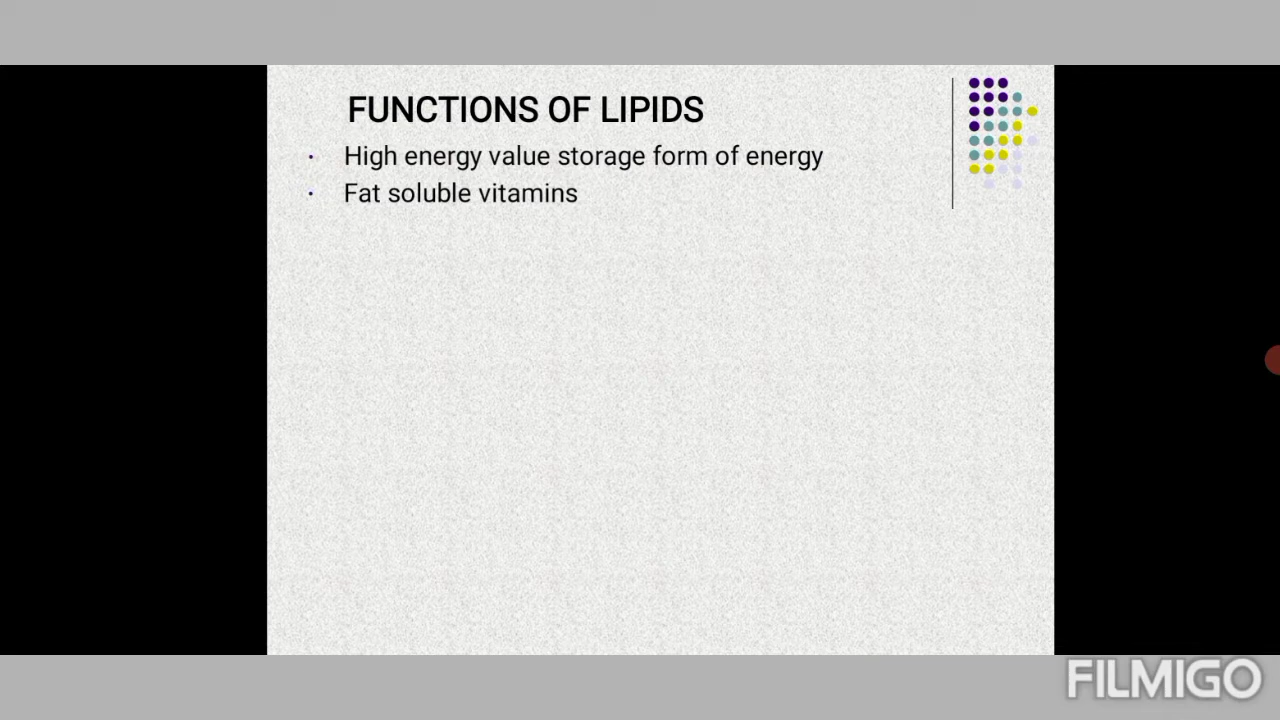 FUNCTIONS OF LIPIDS
· High energy value storage form of energy
· Fat soluble vitamins
FILMIGO